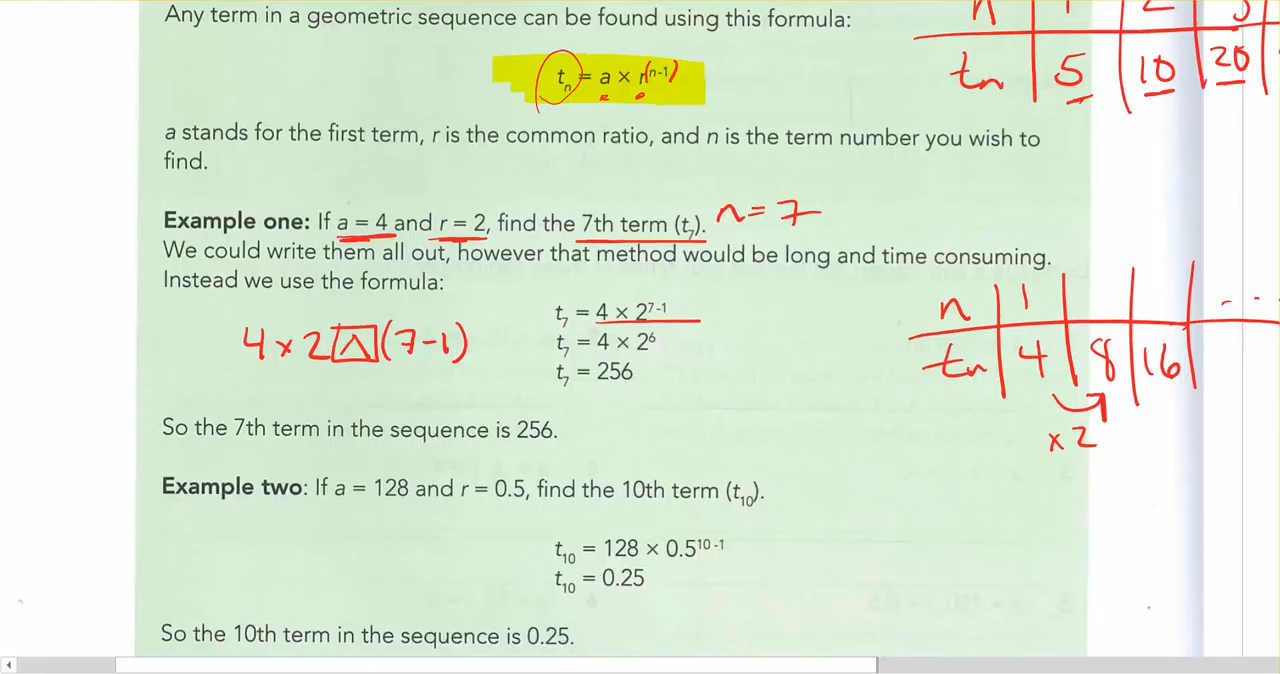 Any term in a geometric sequence can be found using this formula:
n 1 2 3
tn 5 10 20
tₙ = a × r(n-1)
a stands for the first term, r is the common ratio, and n is the term number you wish to
find.
Example one: If a = 4 and r = 2, find the 7th term (t₇). n = 7
We could write them all out, however that method would be long and time consuming.
Instead we use the formula:
t₇ = 4 × 2⁷⁻¹
4 × 2 ^ (7-1)
t₇ = 4 × 2⁶
t₇ = 256
n 1 ...
tn 4 8 16
×2
So the 7th term in the sequence is 256.
Example two: If a = 128 and r = 0.5, find the 10th term (t₁₀).
t₁₀ = 128 × 0.5¹⁰ ⁻¹
t₁₀ = 0.25
So the 10th term in the sequence is 0.25.